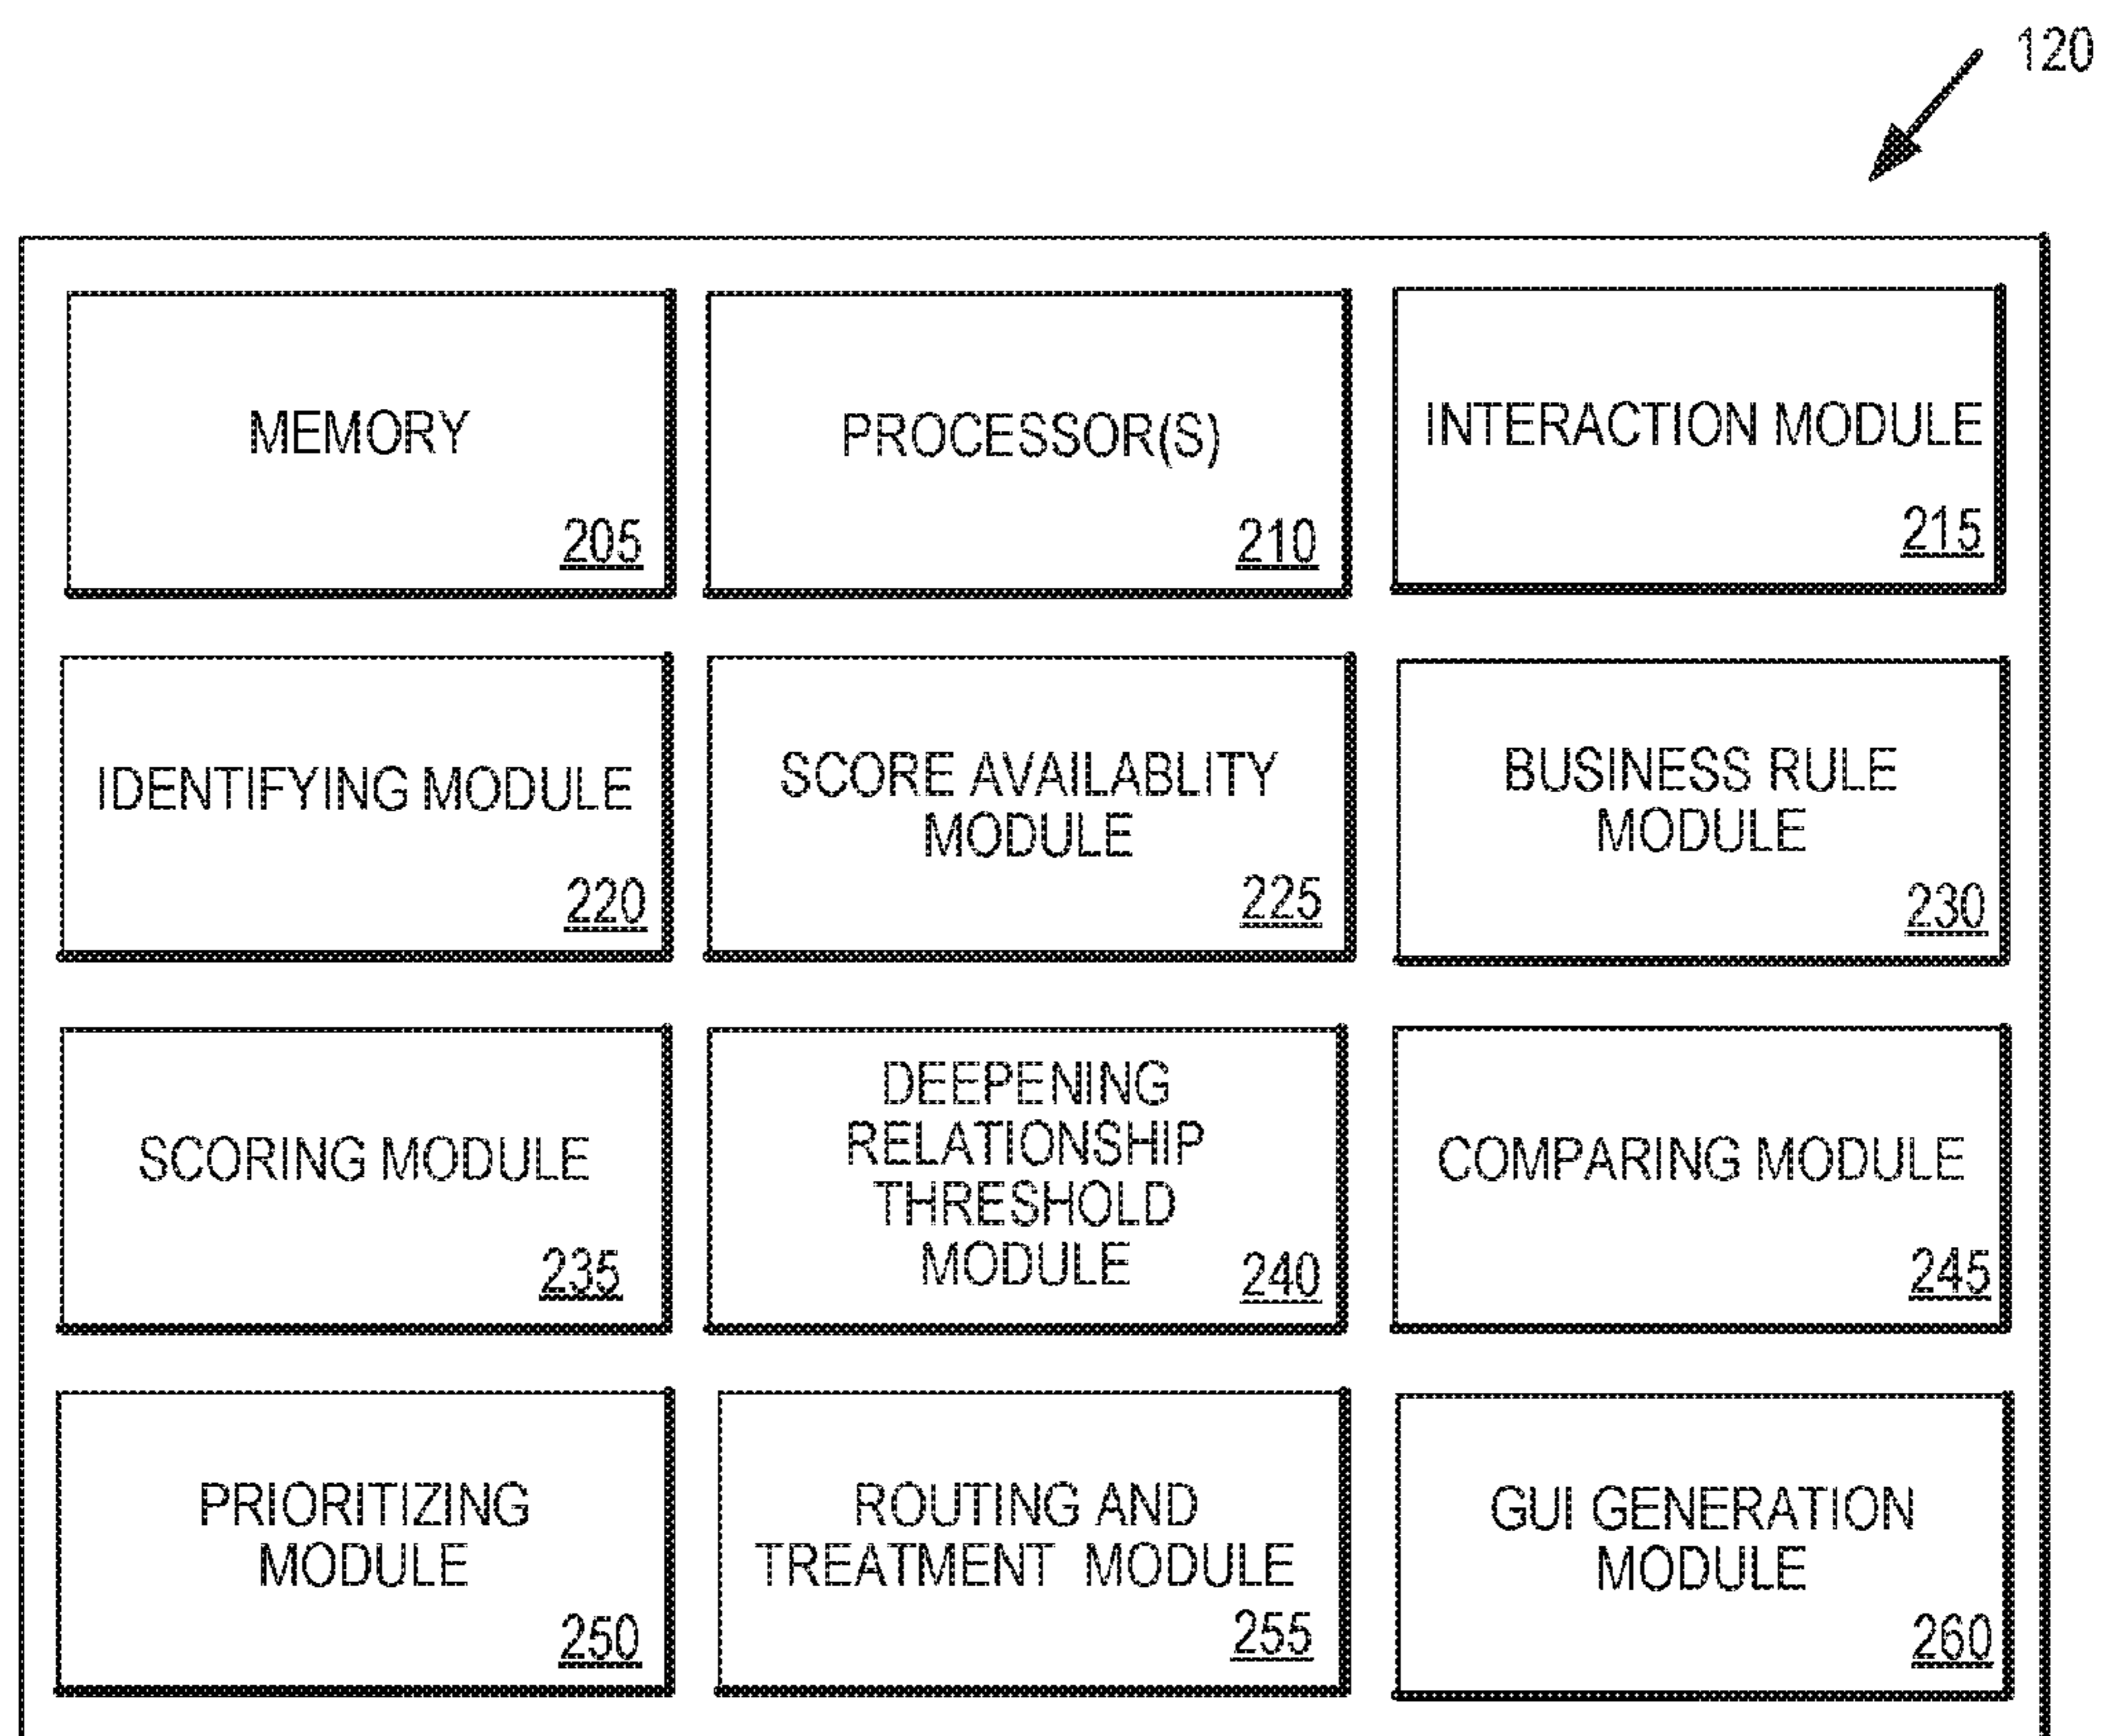 120
MEMORY
205
PROCESSOR(S)
210
INTERACTION MODULE
215
IDENTIFYING MODULE
220
SCORE AVAILABLITY
MODULE
225
BUSINESS RULE
MODULE
230
SCORING MODULE
235
DEEPENING
RELATIONSHIP
THRESHOLD
MODULE
240
COMPARING MODULE
245
PRIORITIZING
MODULE
250
ROUTING AND
TREATMENT MODULE
255
GUI GENERATION
MODULE
260